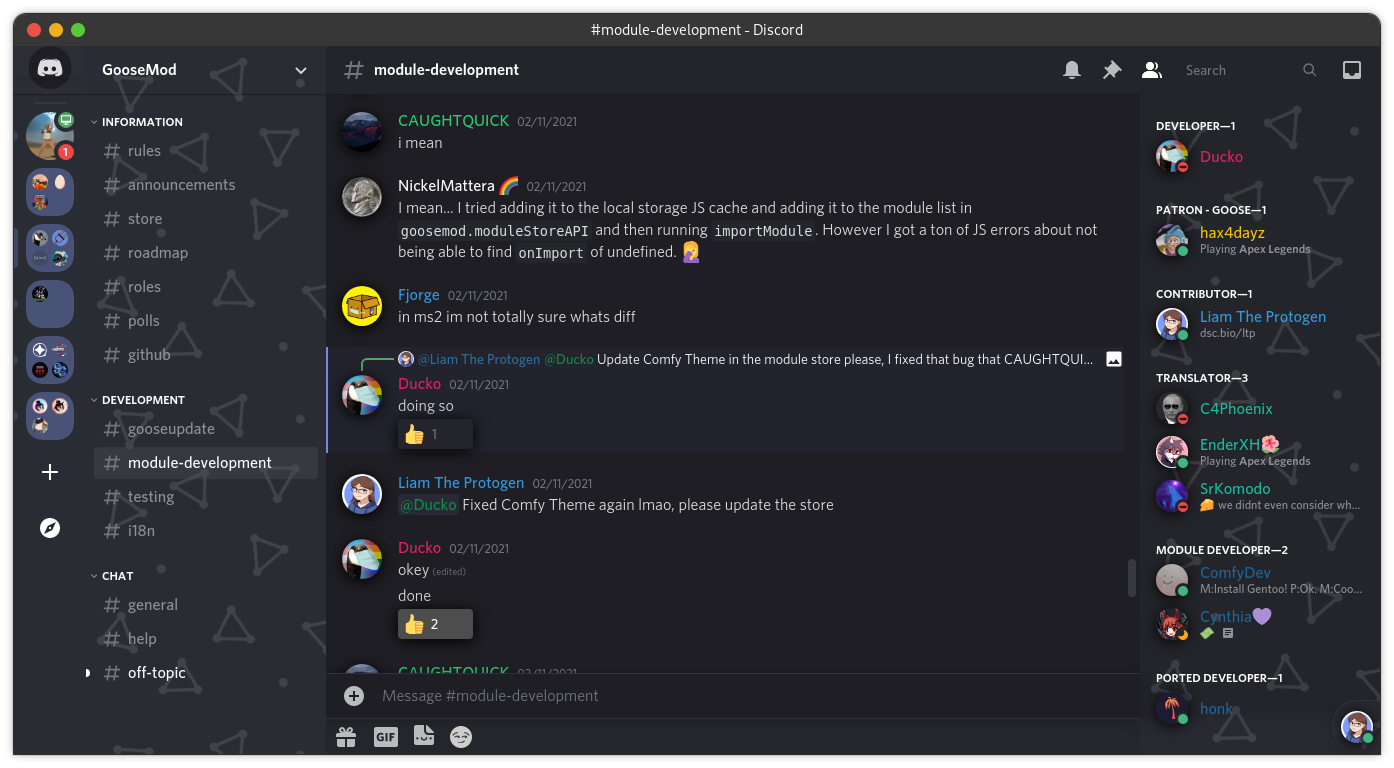 #module-development - Discord
GooseMod
1
INFORMATION
rules
announcements
store
roadmap
roles
polls
github
DEVELOPMENT
gooseupdate
module-development
testing
i18n
CHAT
general
help
off-topic
# module-development
Search
CAUGHTQUICK 02/11/2021
i mean
NickelMattera 🌈 02/11/2021
I mean... I tried adding it to the local storage JS cache and adding it to the module list in
goosemod.moduleStoreAPI and then running importModule. However I got a ton of JS errors about not
being able to find onImport of undefined. 🤦
Fjorge 02/11/2021
in ms2 im not totally sure whats diff
@Liam The Protogen @Ducko Update Comfy Theme in the module store please, I fixed that bug that CAUGHTQUI...
Ducko 02/11/2021
doing so
👍 1
Liam The Protogen 02/11/2021
@Ducko Fixed Comfy Theme again lmao, please update the store
Ducko 02/11/2021
okey (edited)
done
👍 2
CAUGHTQUICK 02/11/2021
Message #module-development
GIF
DEVELOPER—1
Ducko
PATRON - GOOSE—1
hax4dayz
Playing Apex Legends
CONTRIBUTOR—1
Liam The Protogen
dsc.bio/ltp
TRANSLATOR—3
C4Phoenix
EnderXH🌺
Playing Apex Legends
SrKomodo
🧀 we didnt even consider wh...
MODULE DEVELOPER—2
ComfyDev
M:Install Gentoo! P:Ok. M:Coo...
Cynthia💜
PORTED DEVELOPER—1
honk